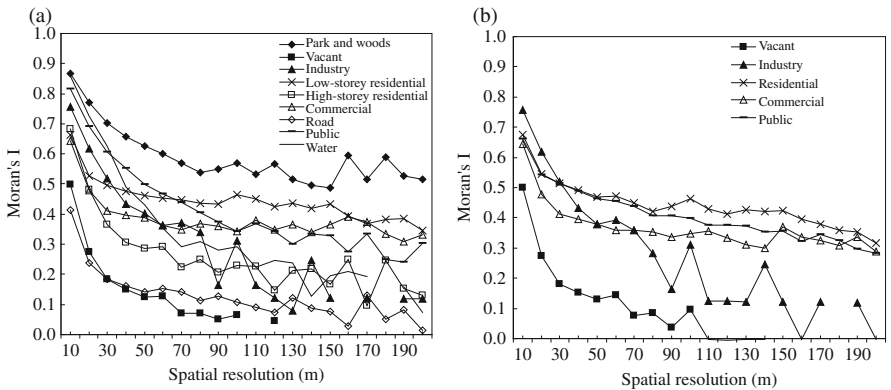 (a)
Moran's I
1.0
0.9
0.8
0.7
0.6
0.5
0.4
0.3
0.2
0.1
0.0
10 30 50 70 90 110 130 150 170 190
Spatial resolution (m)
Park and woods
Vacant
Industry
Low-storey residential
High-storey residential
Commercial
Road
Public
Water
(b)
Moran's I
1.0
0.9
0.8
0.7
0.6
0.5
0.4
0.3
0.2
0.1
0.0
10 30 50 70 90 110 130 150 170 190
Spatial resolution (m)
Vacant
Industry
Residential
Commercial
Public